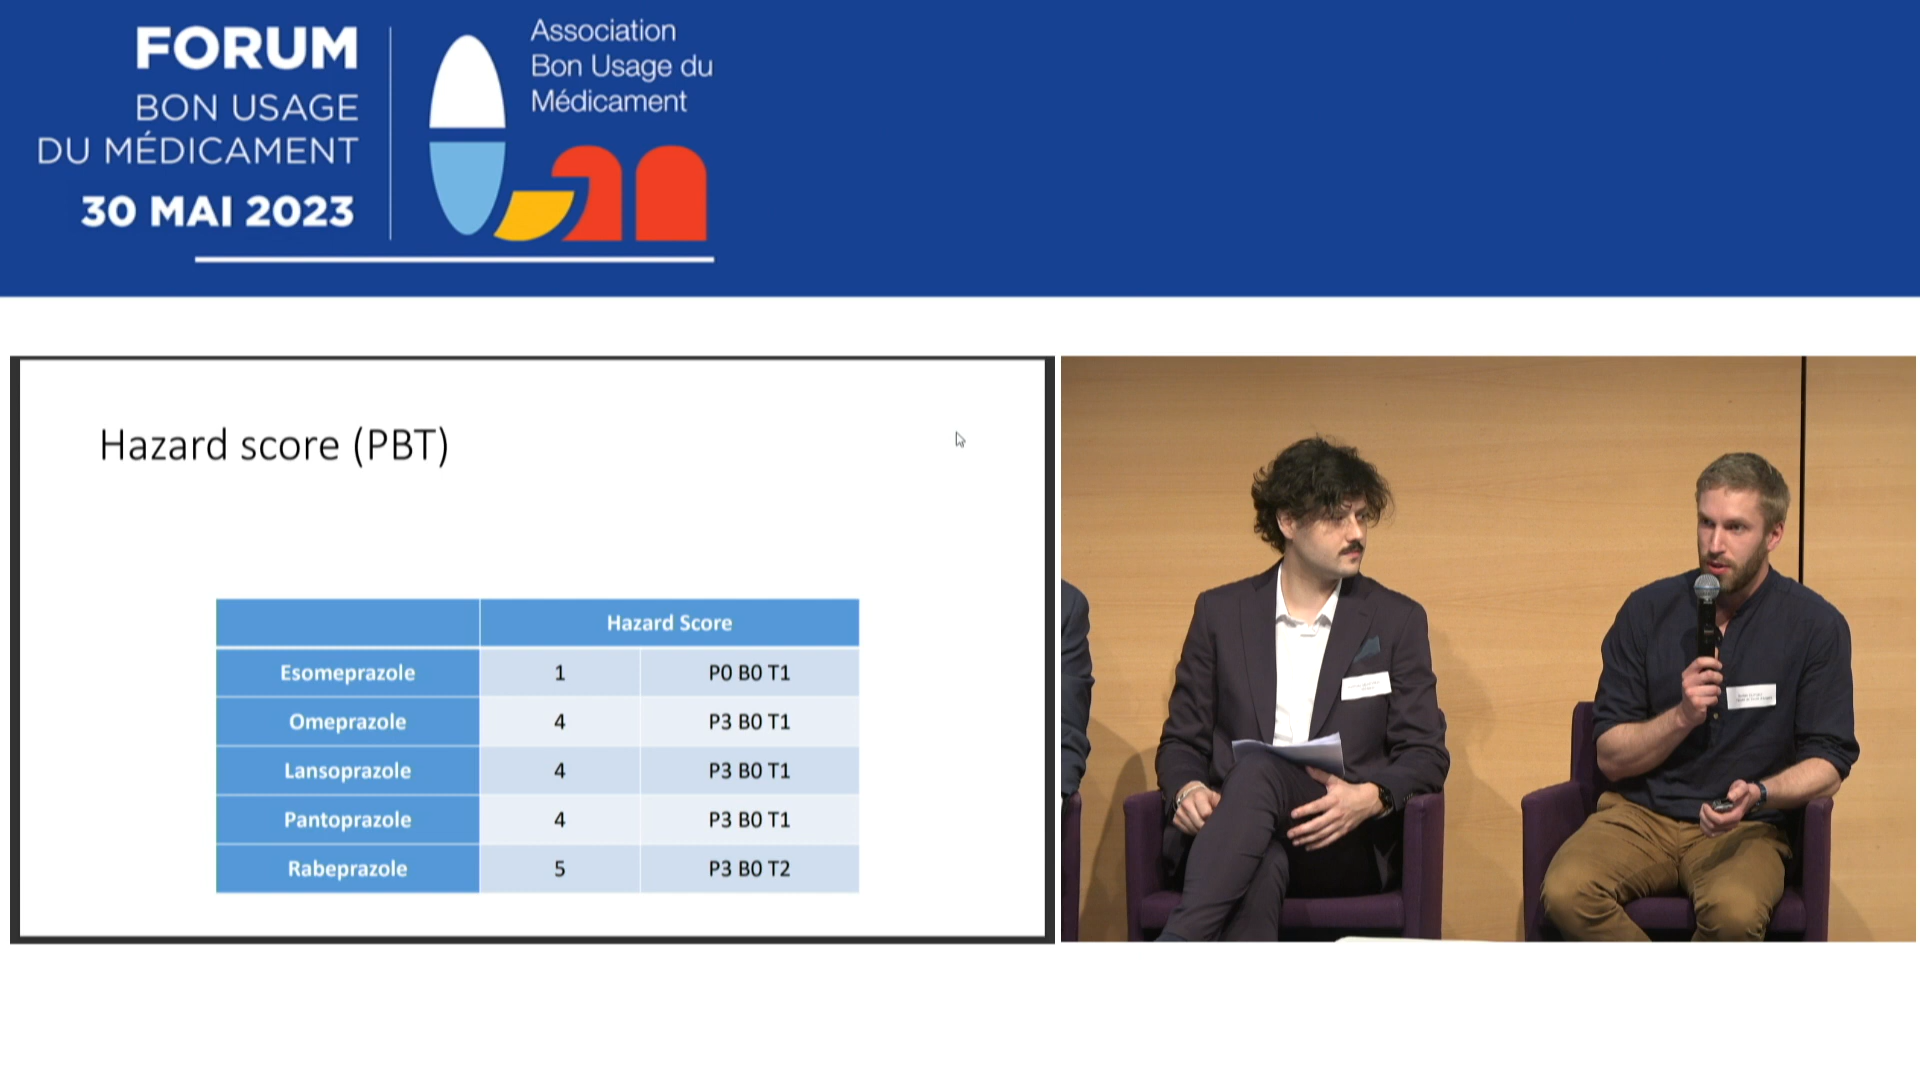 FORUM
BON USAGE
DU MÉDICAMENT
30 MAI 2023
Association
Bon Usage du
Médicament
Hazard score (PBT)
Hazard Score
Esomeprazole 1 P0 B0 T1
Omeprazole 4 P3 B0 T1
Lansoprazole 4 P3 B0 T1
Pantoprazole 4 P3 B0 T1
Rabeprazole 5 P3 B0 T2